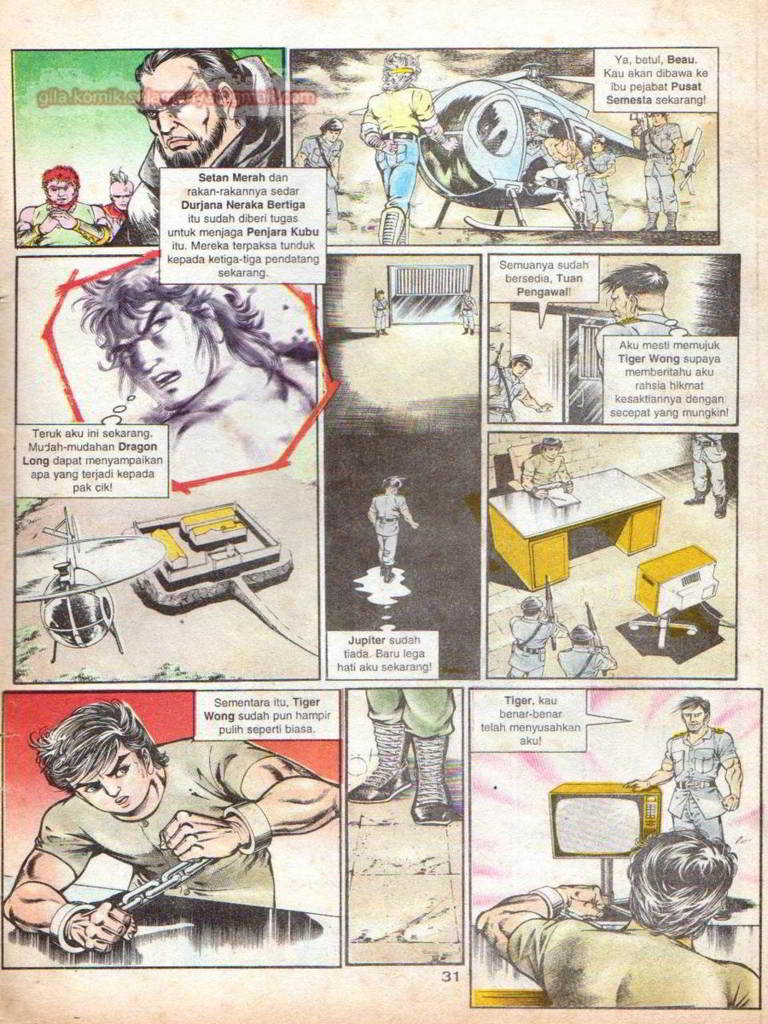 gila.komik.sulawarga@gmail.com
Setan Merah dan
rakan-rakannya sedar
Durjana Neraka Bertiga
itu sudah diberi tugas
untuk menjaga Penjara Kubu
itu. Mereka terpaksa tunduk
kepada ketiga-tiga pendatang
sekarang.
Ya, betul, Beau.
Kau akan dibawa ke
ibu pejabat Pusat
Semesta sekarang!
Teruk aku ini sekarang.
Mudah-mudahan Dragon
Long dapat menyampaikan
apa yang terjadi kepada
pak cik!
Jupiter sudah
tiada. Baru lega
hati aku sekarang!
Semuanya sudah
bersedia, Tuan
Pengawal!
Aku mesti memujuk
Tiger Wong supaya
memberitahu aku
rahsia hikmat
kesaktiannya dengan
secepat yang mungkin!
Sementara itu, Tiger
Wong sudah pun hampir
pulih seperti biasa.
Tiger, kau
benar-benar
telah menyusahkan
aku!
31